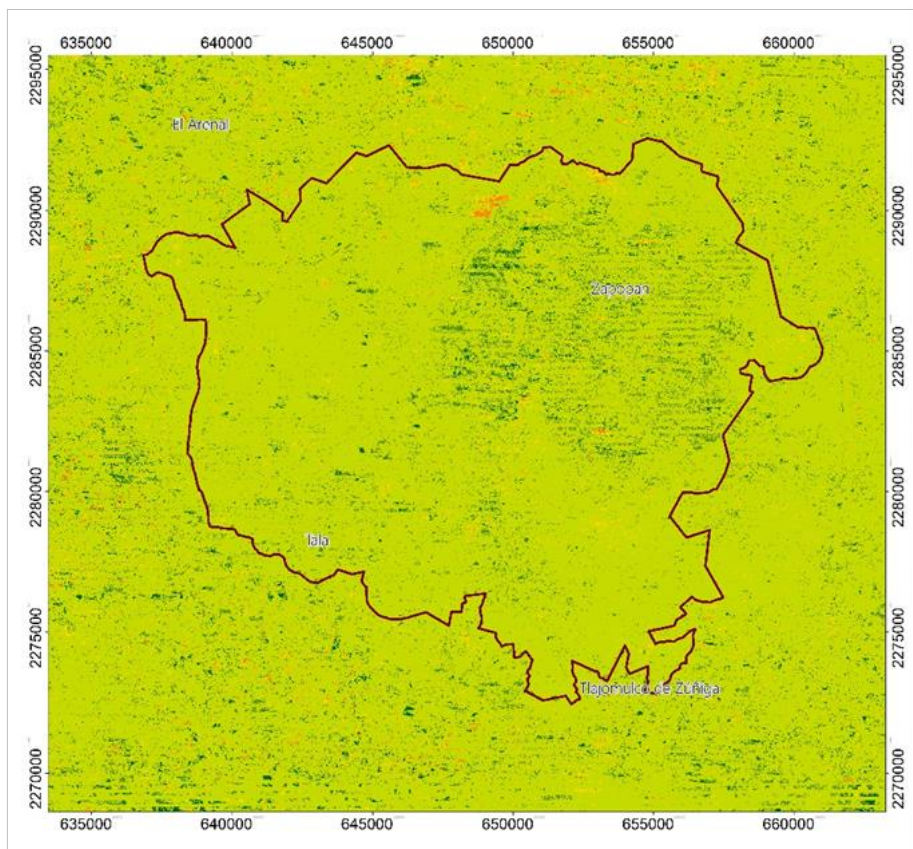 635000 640000 645000 650000 655000 660000
2295000 2295000
El Arenal
2290000 2290000
Zapopan
2285000 2285000
2280000 2280000
Tala
2275000 2275000
Tlajomulco de Zúñiga
2270000 2270000
635000 640000 645000 650000 655000 660000